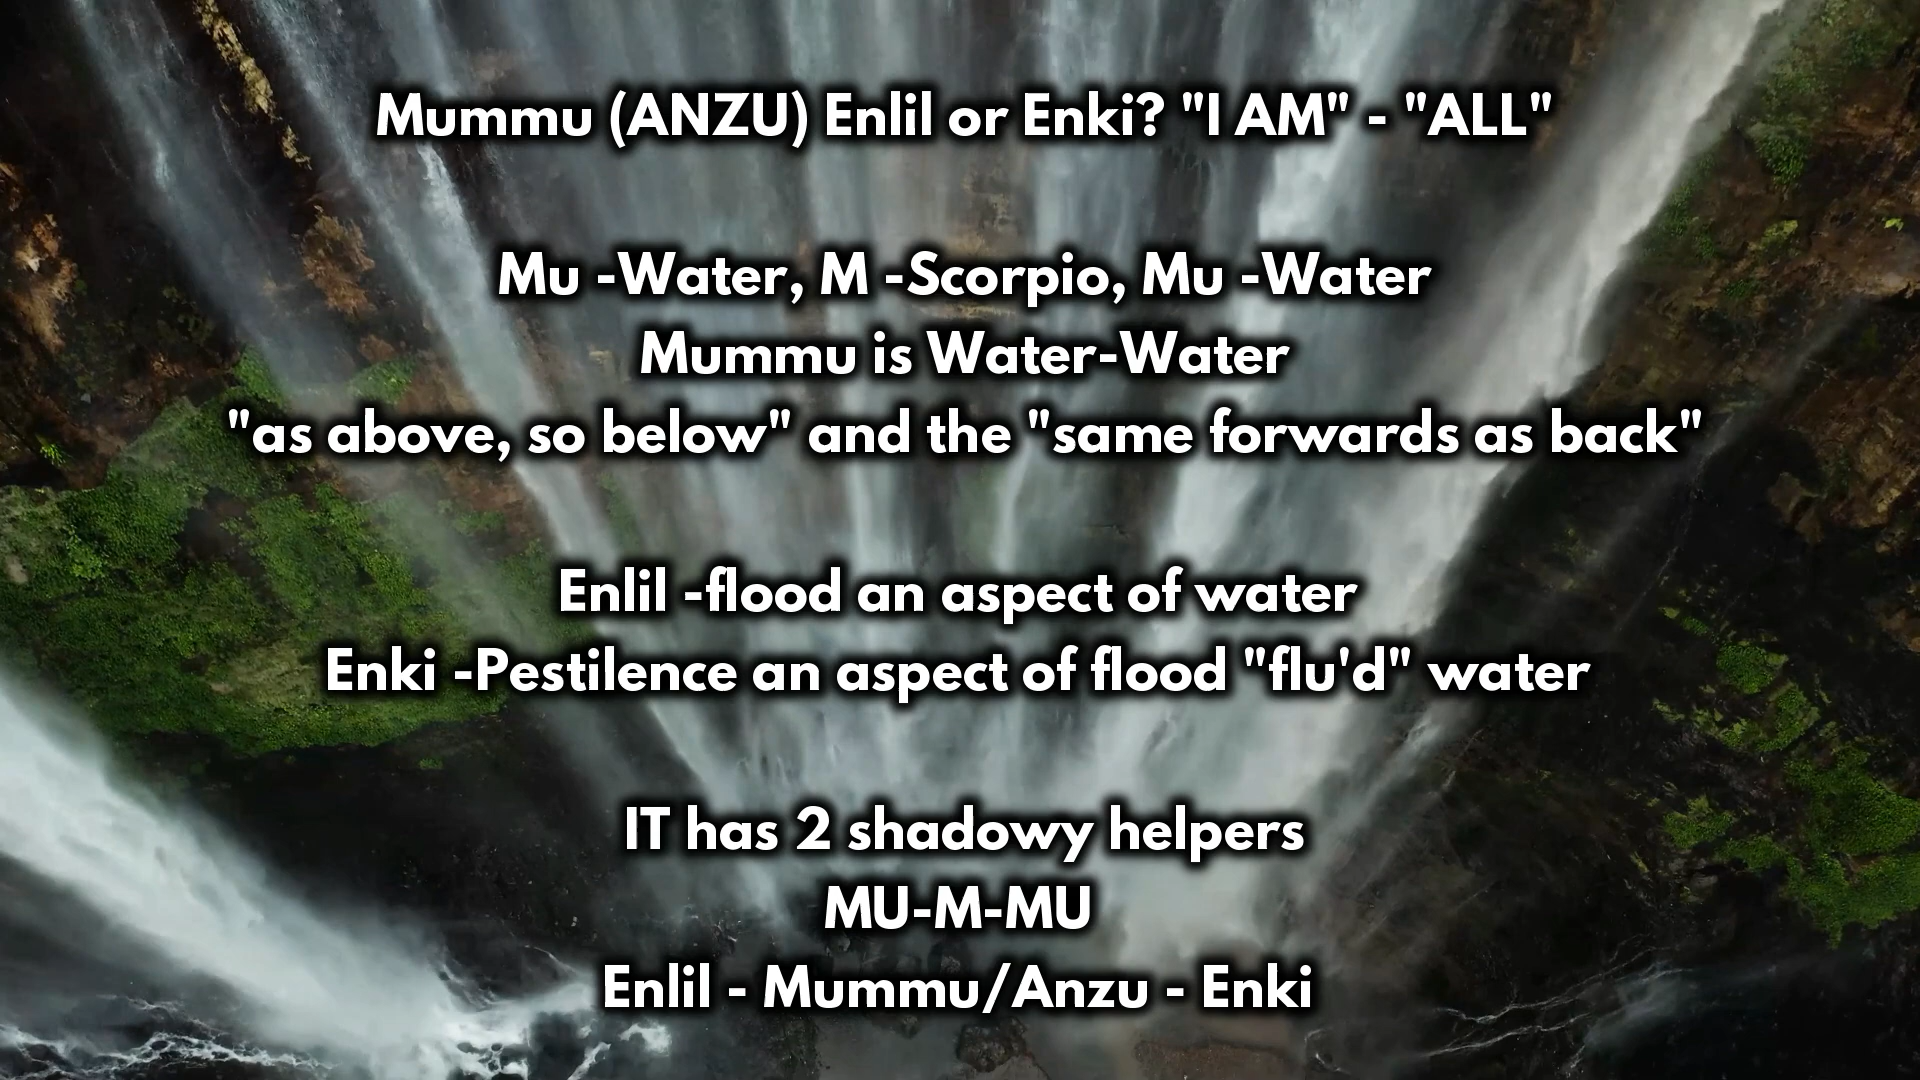 Mummu (ANZU) Enlil or Enki? "I AM" - "ALL"
Mu -Water, M -Scorpio, Mu -Water
Mummu is Water-Water
"as above, so below" and the "same forwards as back"
Enlil -flood an aspect of water
Enki -Pestilence an aspect of flood "flu'd" water
IT has 2 shadowy helpers
MU-M-MU
Enlil - Mummu/Anzu - Enki